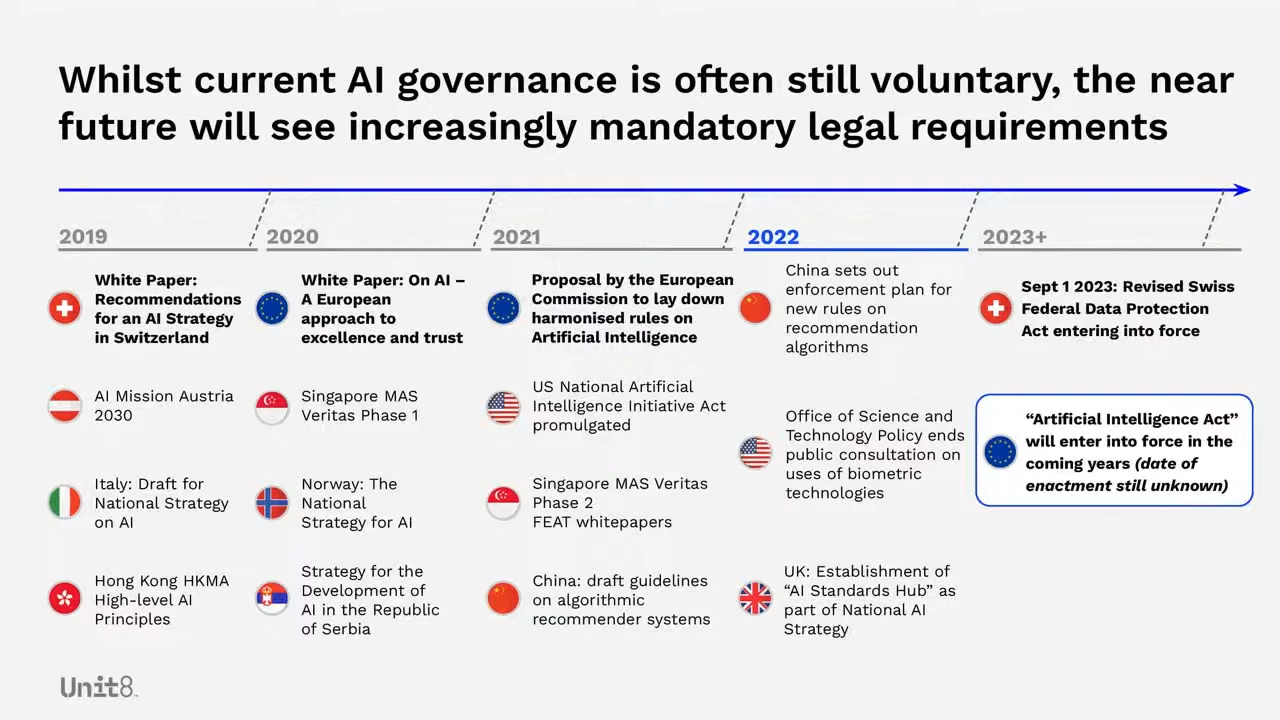 Whilst current AI governance is often still voluntary, the near
future will see increasingly mandatory legal requirements
2019
White Paper:
Recommendations
for an AI Strategy
in Switzerland
AI Mission Austria
2030
Italy: Draft for
National Strategy
on AI
Hong Kong HKMA
High-level AI
Principles
2020
White Paper: On AI –
A European
approach to
excellence and trust
Singapore MAS
Veritas Phase 1
Norway: The
National
Strategy for AI
Strategy for the
Development of
AI in the Republic
of Serbia
2021
Proposal by the European
Commission to lay down
harmonised rules on
Artificial Intelligence
US National Artificial
Intelligence Initiative Act
promulgated
Singapore MAS Veritas
Phase 2
FEAT whitepapers
China: draft guidelines
on algorithmic
recommender systems
2022
China sets out
enforcement plan for
new rules on
recommendation
algorithms
Office of Science and
Technology Policy ends
public consultation on
uses of biometric
technologies
UK: Establishment of
“AI Standards Hub” as
part of National AI
Strategy
2023+
Sept 1 2023: Revised Swiss
Federal Data Protection
Act entering into force
“Artificial Intelligence Act”
will enter into force in the
coming years (date of
enactment still unknown)
Unit8